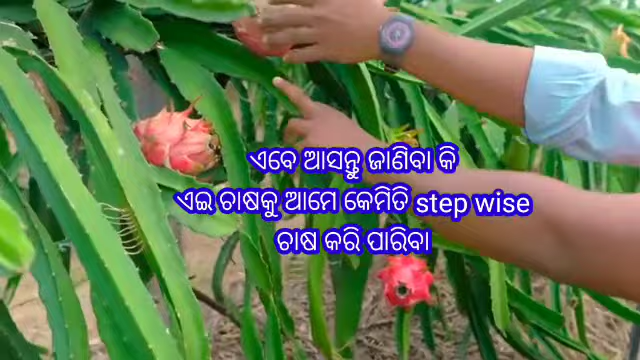 ଏବେ ଆସନ୍ତୁ ଜାଣିବା କି
ଏଇ ଚାଷକୁ ଆମେ କେମିତି step wise
ଚାଷ କରି ପାରିବା